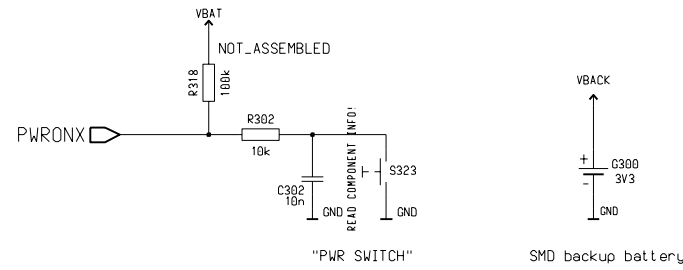 VBAT
NOT_ASSEMBLED
R318
100k
PWRONX
R302
10k
READ COMPONENT INFO!
C302
10n
GND
S323
GND
"PWR SWITCH"
VBACK
+
G300
3V3
-
GND
SMD backup battery